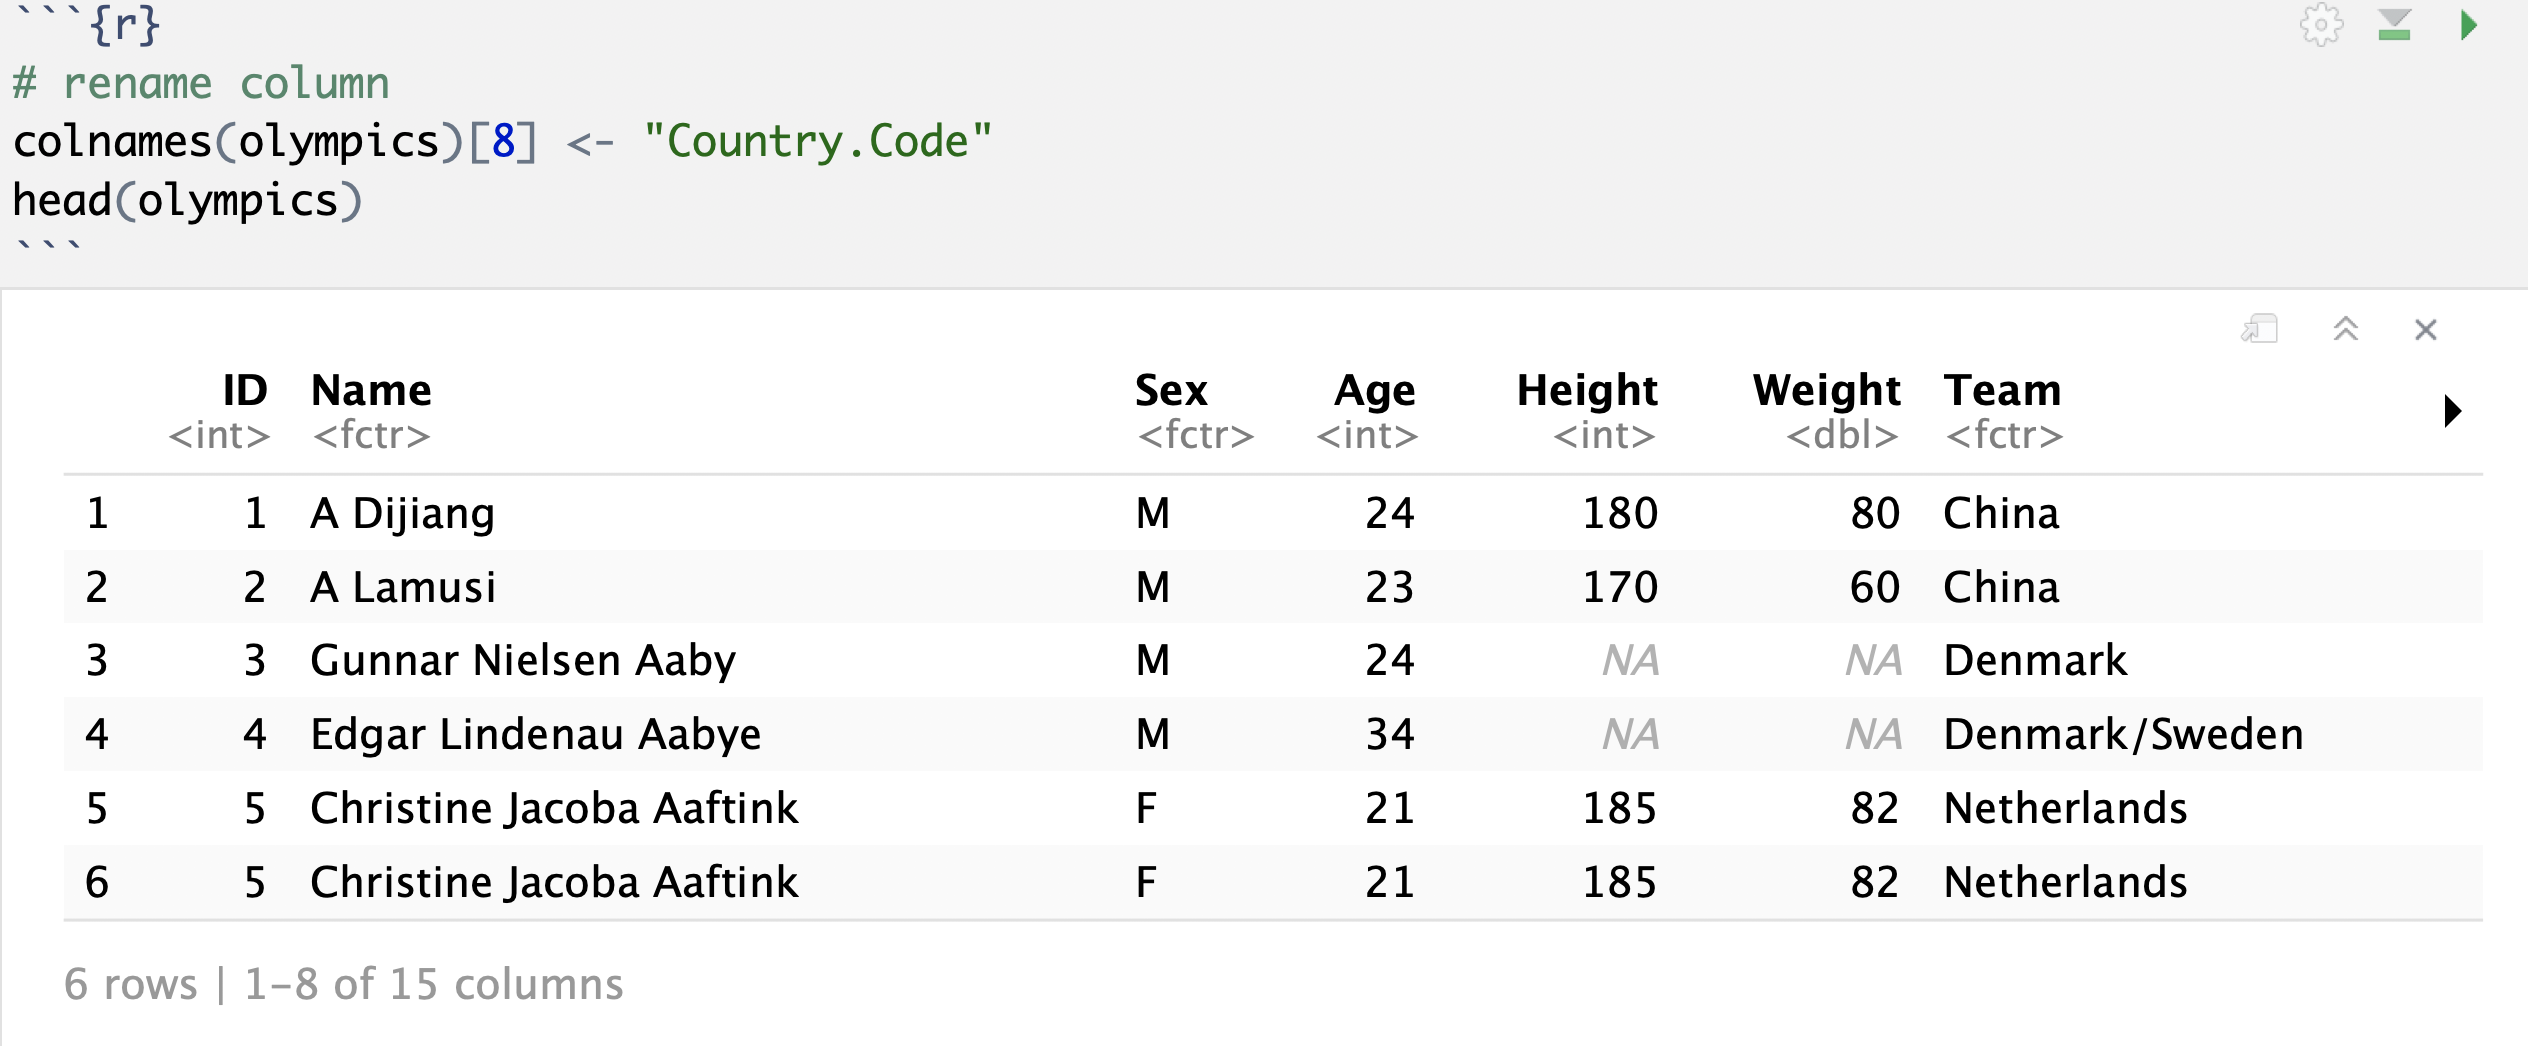 ```{r}
# rename column
colnames(olympics)[8] <- "Country.Code"
head(olympics)
```
ID Name Sex Age Height Weight Team
<int> <fctr> <fctr> <int> <int> <dbl> <fctr>
1 1 A Dijiang M 24 180 80 China
2 2 A Lamusi M 23 170 60 China
3 3 Gunnar Nielsen Aaby M 24 NA NA Denmark
4 4 Edgar Lindenau Aabye M 34 NA NA Denmark/Sweden
5 5 Christine Jacoba Aaftink F 21 185 82 Netherlands
6 5 Christine Jacoba Aaftink F 21 185 82 Netherlands
6 rows | 1-8 of 15 columns